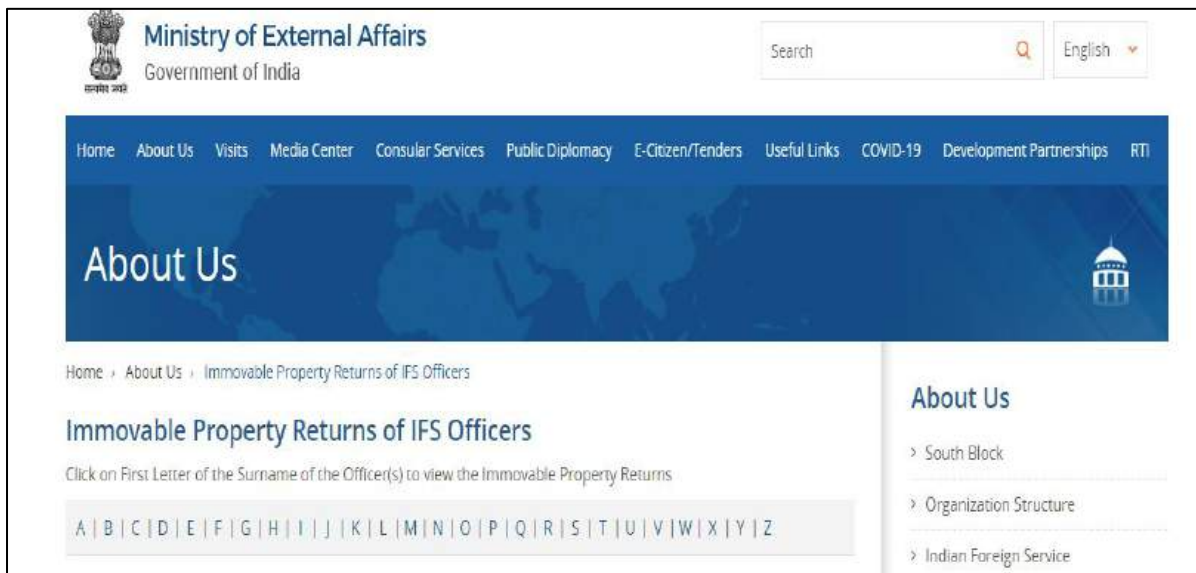 Ministry of External Affairs
Government of India
सत्यमेव जयते
Search
English
Home About Us Visits Media Center Consular Services Public Diplomacy E-Citizen/Tenders Useful Links COVID-19 Development Partnerships RTI
About Us
Home › About Us › Immovable Property Returns of IFS Officers
Immovable Property Returns of IFS Officers
Click on First Letter of the Surname of the Officer(s) to view the Immovable Property Returns
A | B | C | D | E | F | G | H | I | J | K | L | M | N | O | P | Q | R | S | T | U | V | W | X | Y | Z
About Us
› South Block
› Organization Structure
› Indian Foreign Service